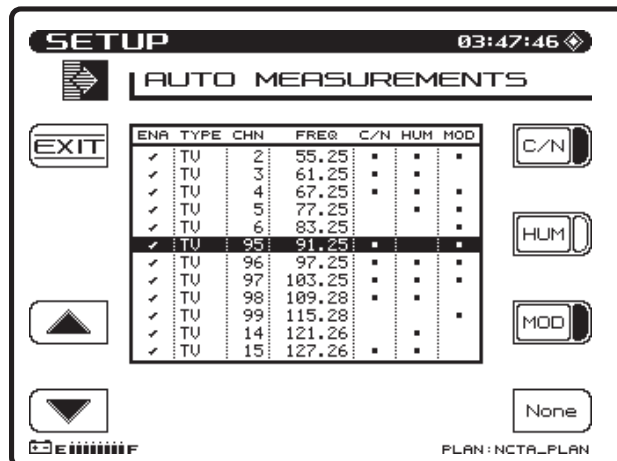 SETUP 03:47:46
AUTO MEASUREMENTS
EXIT
ENA TYPE CHN FREQ C/N HUM MOD
✓ TV 2 55.25 ▪ ▪ ▪
✓ TV 3 61.25 ▪ ▪
✓ TV 4 67.25 ▪ ▪ ▪
✓ TV 5 77.25 ▪ ▪
✓ TV 6 83.25 ▪
✓ TV 95 91.25 ▪ ▪
✓ TV 96 97.25 ▪ ▪ ▪
✓ TV 97 103.25 ▪ ▪ ▪
✓ TV 98 109.28 ▪ ▪
✓ TV 99 115.28 ▪
✓ TV 14 121.26 ▪
✓ TV 15 127.26 ▪ ▪
C/N
HUM
MOD
None
E F
PLAN:NCTA_PLAN